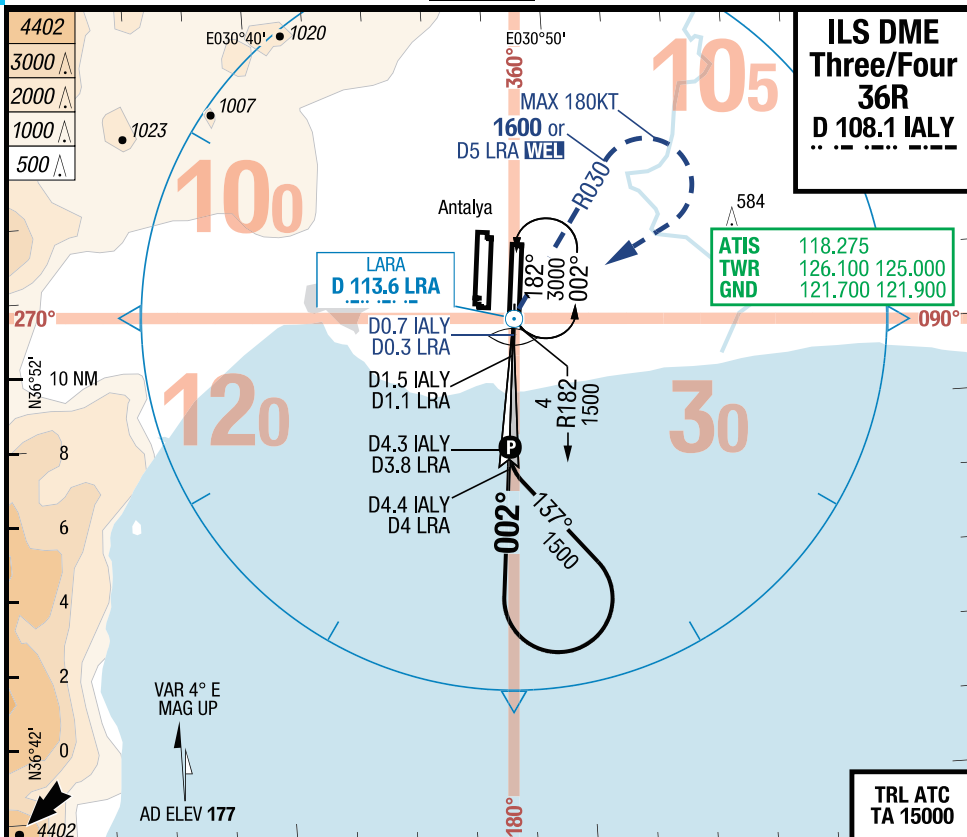 4402
3000
2000
1000
500
E030°40'
1020
1007
1023
E030°50'
360°
105
ILS DME
Three/Four
36R
D 108.1 IALY
MAX 180KT
1600 or
D5 LRA WEL
R030
100
Antalya
584
ATIS 118.275
TWR 126.100 125.000
GND 121.700 121.900
LARA
D 113.6 LRA
182°
3000
002°
270°
090°
D0.7 IALY
D0.3 LRA
N36°52'
10 NM
D1.5 IALY
D1.1 LRA
4
R182
1500
120
30
8
D4.3 IALY
D3.8 LRA
P
D4.4 IALY
D4 LRA
002°
137°
1500
6
4
2
0
N36°42'
VAR 4° E
MAG UP
AD ELEV 177
4402
180°
TRL ATC
TA 15000